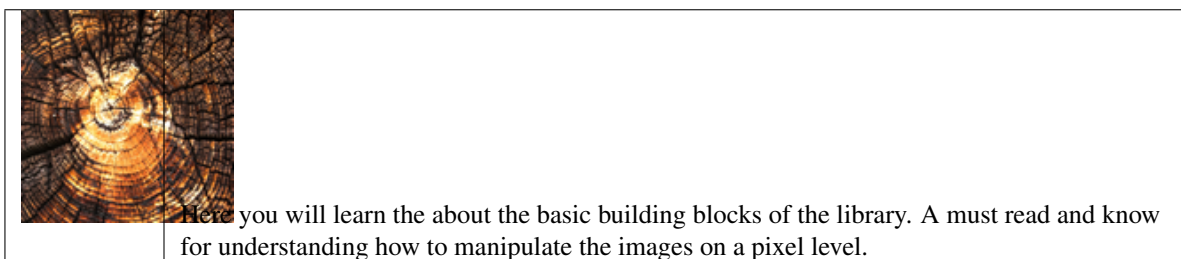 Here you will learn the about the basic building blocks of the library. A must read and know
for understanding how to manipulate the images on a pixel level.